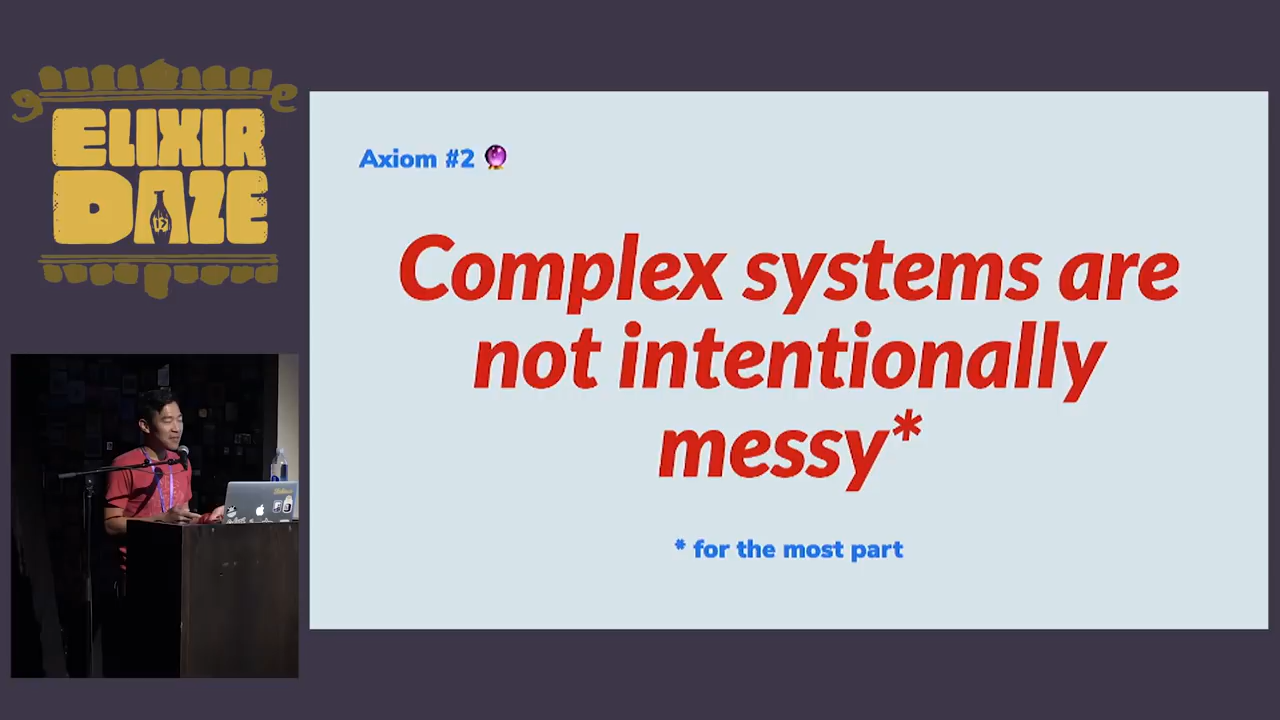 ELIXIR
DAZE
Axiom #2
Complex systems are
not intentionally
messy*
* for the most part